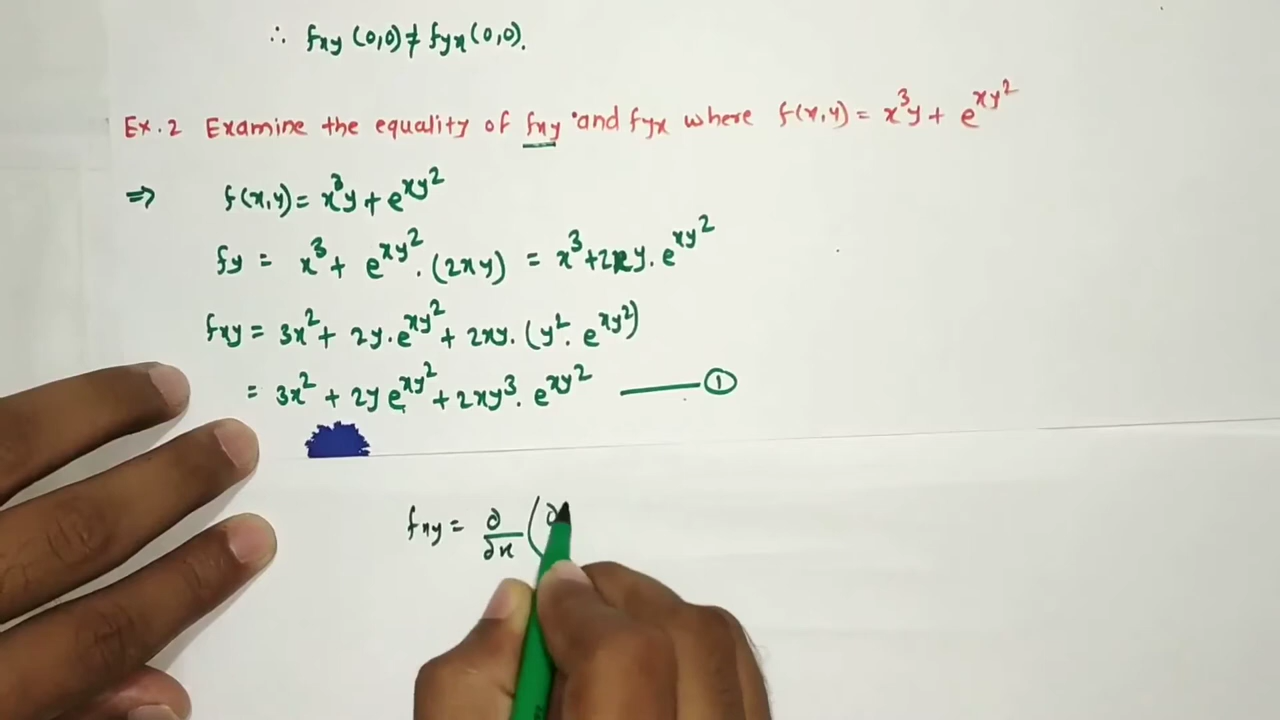 ∴ fxy (0,0) ≠ fyx (0,0).
Ex.2 Examine the equality of fxy and fyx where f(x,y) = x³y + e^{xy²}
⇒ f(x,y) = x³y + e^{xy²}
fy = x³ + e^{xy²} . (2xy) = x³ + 2xy . e^{xy²}
fxy = 3x² + 2y . e^{xy²} + 2xy . (y² . e^{xy²})
= 3x² + 2y e^{xy²} + 2xy³ . e^{xy²} —— ①
fxy = ∂/∂x (∂